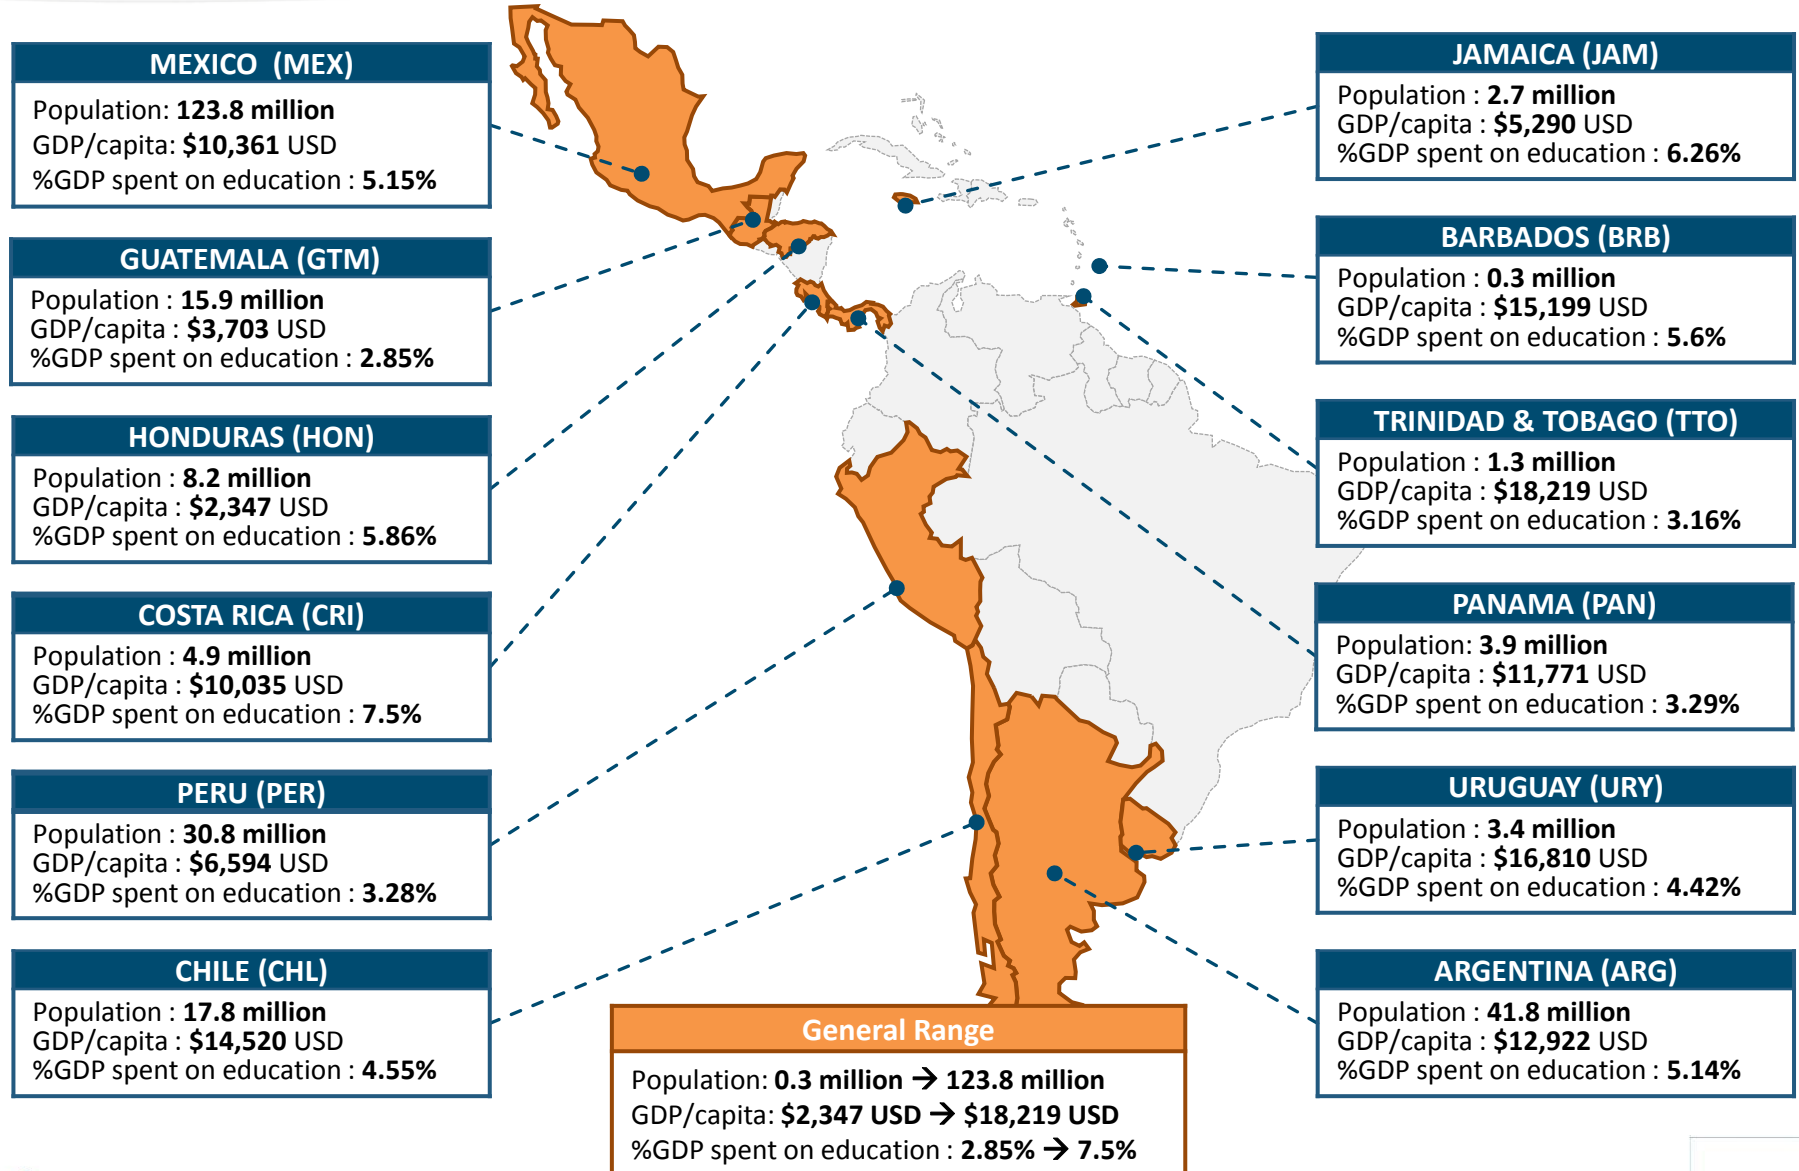 MEXICO (MEX)
Population: 123.8 million
GDP/capita: $10,361 USD
%GDP spent on education : 5.15%
GUATEMALA (GTM)
Population : 15.9 million
GDP/capita : $3,703 USD
%GDP spent on education : 2.85%
HONDURAS (HON)
Population : 8.2 million
GDP/capita : $2,347 USD
%GDP spent on education : 5.86%
COSTA RICA (CRI)
Population : 4.9 million
GDP/capita : $10,035 USD
%GDP spent on education : 7.5%
PERU (PER)
Population : 30.8 million
GDP/capita : $6,594 USD
%GDP spent on education : 3.28%
CHILE (CHL)
Population : 17.8 million
GDP/capita : $14,520 USD
%GDP spent on education : 4.55%
General Range
Population: 0.3 million → 123.8 million
GDP/capita: $2,347 USD → $18,219 USD
%GDP spent on education : 2.85% → 7.5%
JAMAICA (JAM)
Population : 2.7 million
GDP/capita : $5,290 USD
%GDP spent on education : 6.26%
BARBADOS (BRB)
Population : 0.3 million
GDP/capita : $15,199 USD
%GDP spent on education : 5.6%
TRINIDAD & TOBAGO (TTO)
Population : 1.3 million
GDP/capita : $18,219 USD
%GDP spent on education : 3.16%
PANAMA (PAN)
Population: 3.9 million
GDP/capita : $11,771 USD
%GDP spent on education : 3.29%
URUGUAY (URY)
Population : 3.4 million
GDP/capita : $16,810 USD
%GDP spent on education : 4.42%
ARGENTINA (ARG)
Population : 41.8 million
GDP/capita : $12,922 USD
%GDP spent on education : 5.14%